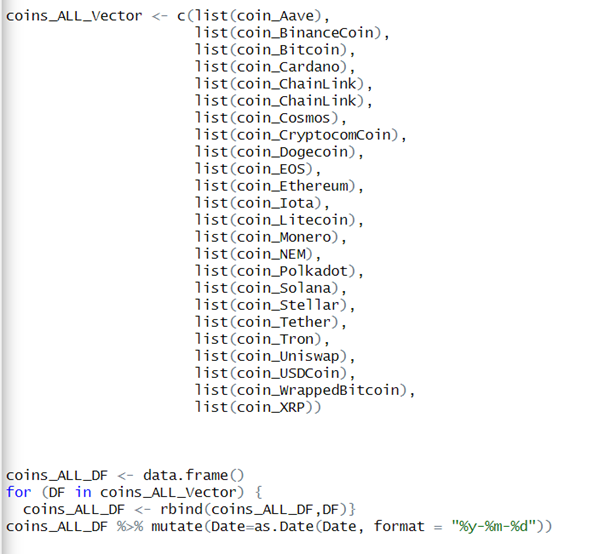 coins_ALL_Vector <- c(list(coin_Aave),
list(coin_BinanceCoin),
list(coin_Bitcoin),
list(coin_Cardano),
list(coin_ChainLink),
list(coin_ChainLink),
list(coin_Cosmos),
list(coin_CryptocomCoin),
list(coin_Dogecoin),
list(coin_EOS),
list(coin_Ethereum),
list(coin_Iota),
list(coin_Litecoin),
list(coin_Monero),
list(coin_NEM),
list(coin_Polkadot),
list(coin_Solana),
list(coin_Stellar),
list(coin_Tether),
list(coin_Tron),
list(coin_Uniswap),
list(coin_USDCoin),
list(coin_WrappedBitcoin),
list(coin_XRP))
coins_ALL_DF <- data.frame()
for (DF in coins_ALL_Vector) {
coins_ALL_DF <- rbind(coins_ALL_DF,DF)}
coins_ALL_DF %>% mutate(Date=as.Date(Date, format = "%y-%m-%d"))